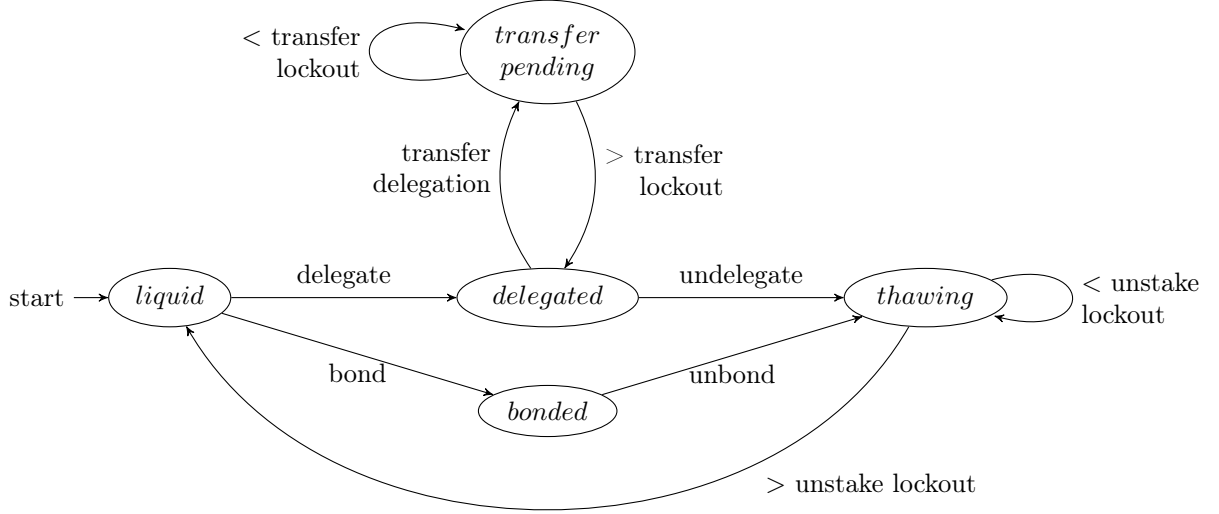 transfer
pending
< transfer
lockout
transfer
delegation
> transfer
lockout
start
liquid
delegate
delegated
undelegate
thawing
< unstake
lockout
bond
unbond
bonded
> unstake lockout